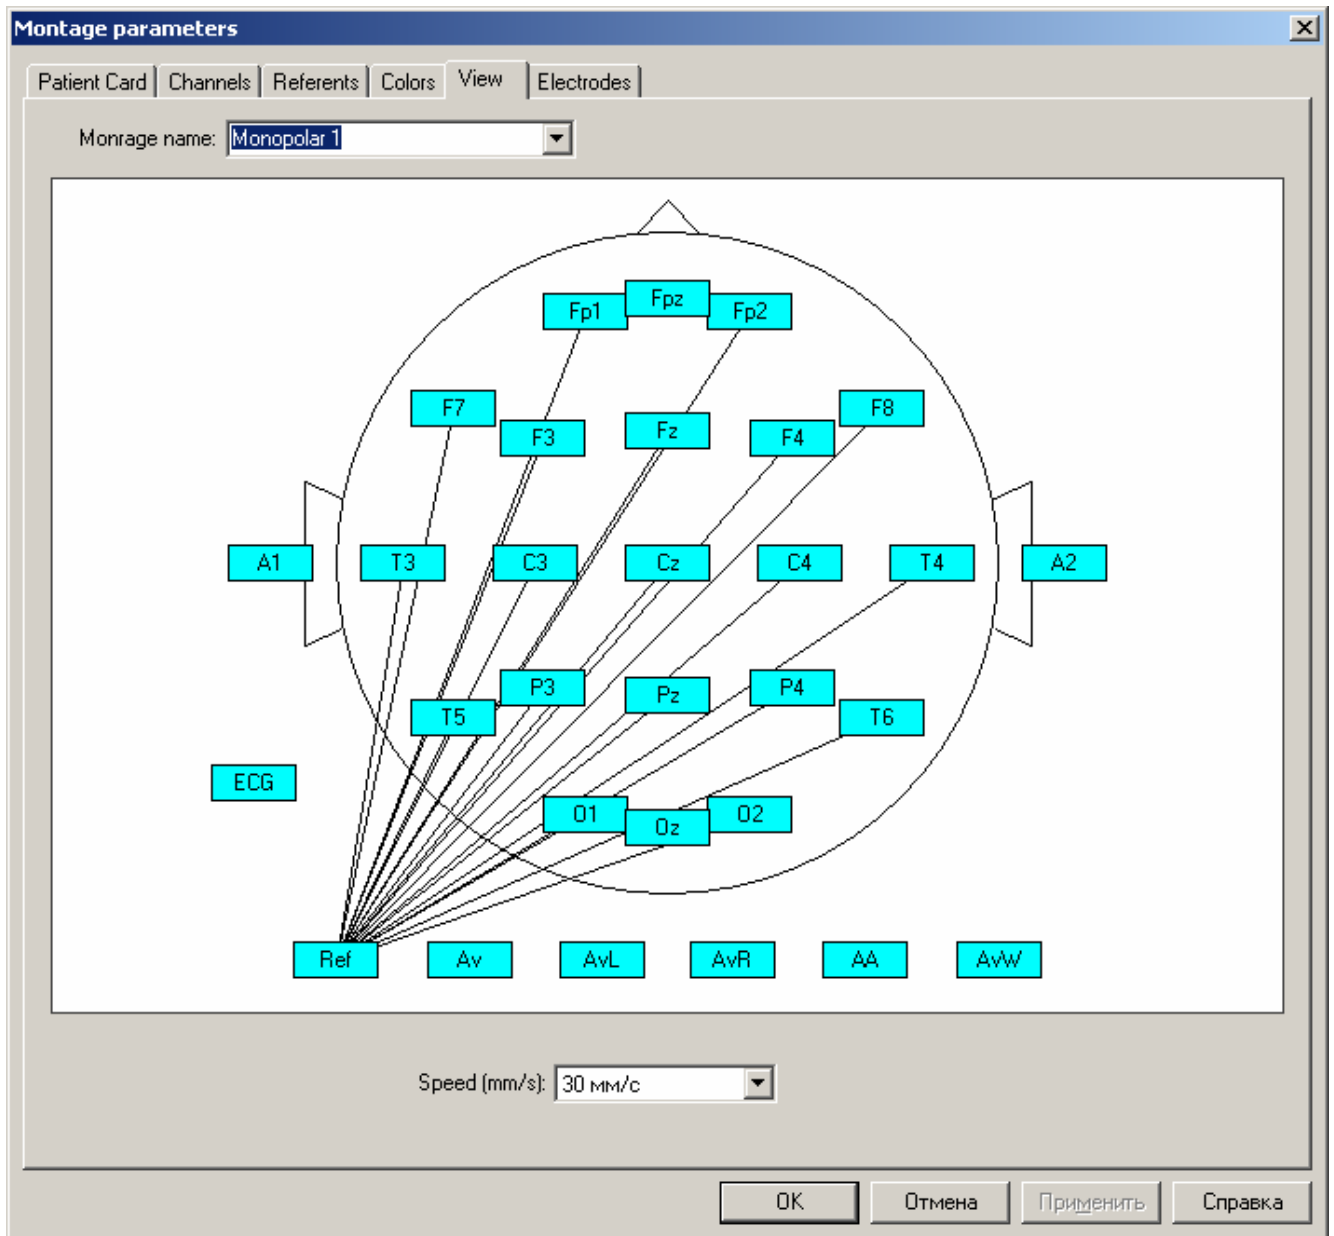 Montage parameters
Patient Card Channels Referents Colors View Electrodes
Monrage name: Monopolar 1
Fpz
Fp1 Fp2
F7 F8
F3 Fz F4
A1 T3 C3 Cz C4 T4 A2
P3 Pz P4
T5 T6
ECG
O1 Oz O2
Ref Av AvL AvR AA AvW
Speed (mm/s): 30 мм/с
OK Отмена Применить Справка